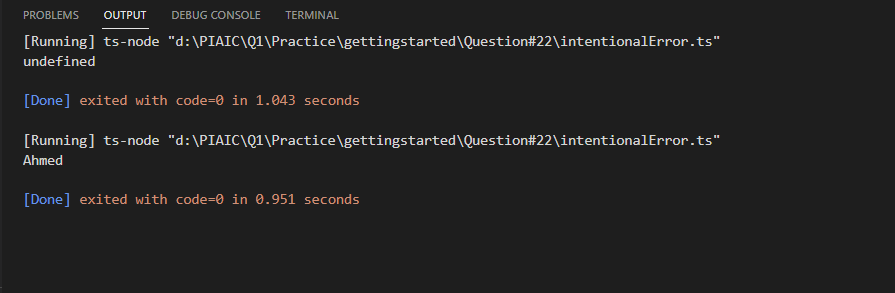 PROBLEMS OUTPUT DEBUG CONSOLE TERMINAL
[Running] ts-node "d:\PIAIC\Q1\Practice\gettingstarted\Question#22\intentionalError.ts"
undefined
[Done] exited with code=0 in 1.043 seconds
[Running] ts-node "d:\PIAIC\Q1\Practice\gettingstarted\Question#22\intentionalError.ts"
Ahmed
[Done] exited with code=0 in 0.951 seconds